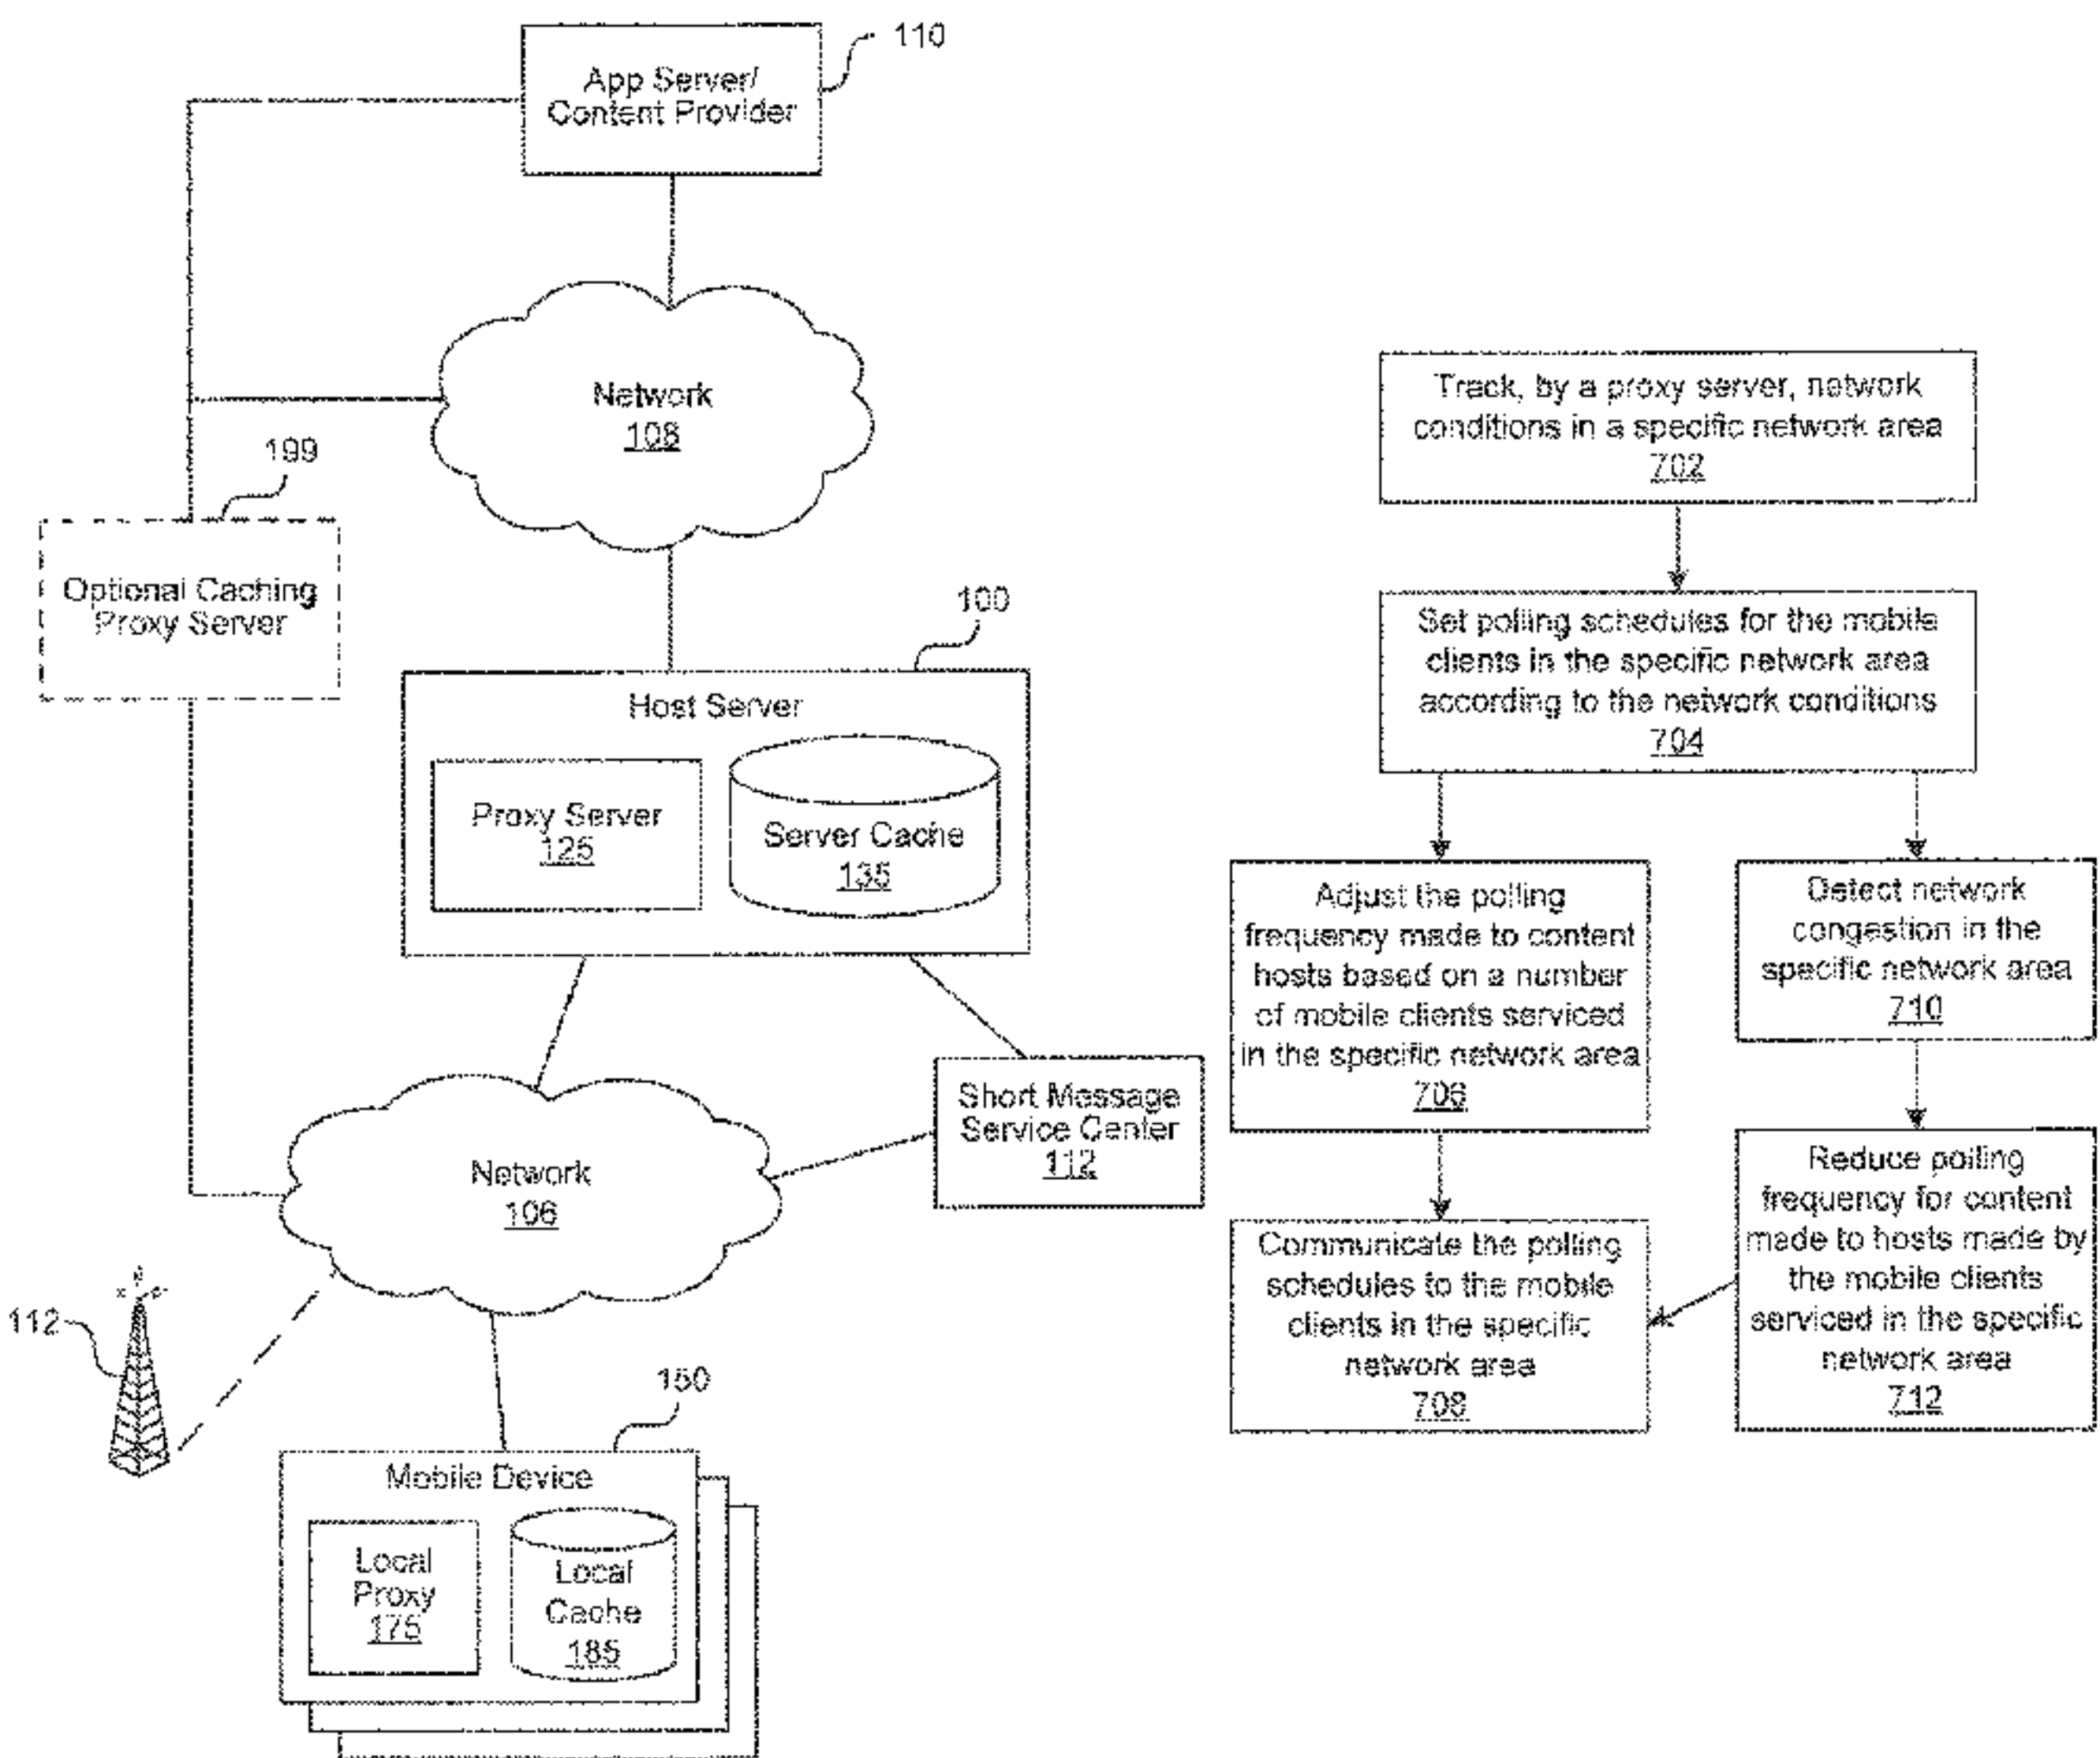 110
App Server/
Content Provider
Network
108
199
Optional Caching
Proxy Server
100
Host Server
Proxy Server
125
Server Cache
135
Short Message
Service Center
112
Network
106
112
150
Mobile Device
Local
Proxy
175
Local
Cache
185
Track, by a proxy server, network
conditions in a specific network area
702
Set polling schedules for the mobile
clients in the specific network area
according to the network conditions
704
Adjust the polling
frequency made to content
hosts based on a number
of mobile clients serviced
in the specific network area
706
Communicate the polling
schedules to the mobile
clients in the specific
network area
708
Detect network
congestion in the
specific network area
710
Reduce polling
frequency for content
made to hosts made by
the mobile clients
serviced in the specific
network area
712